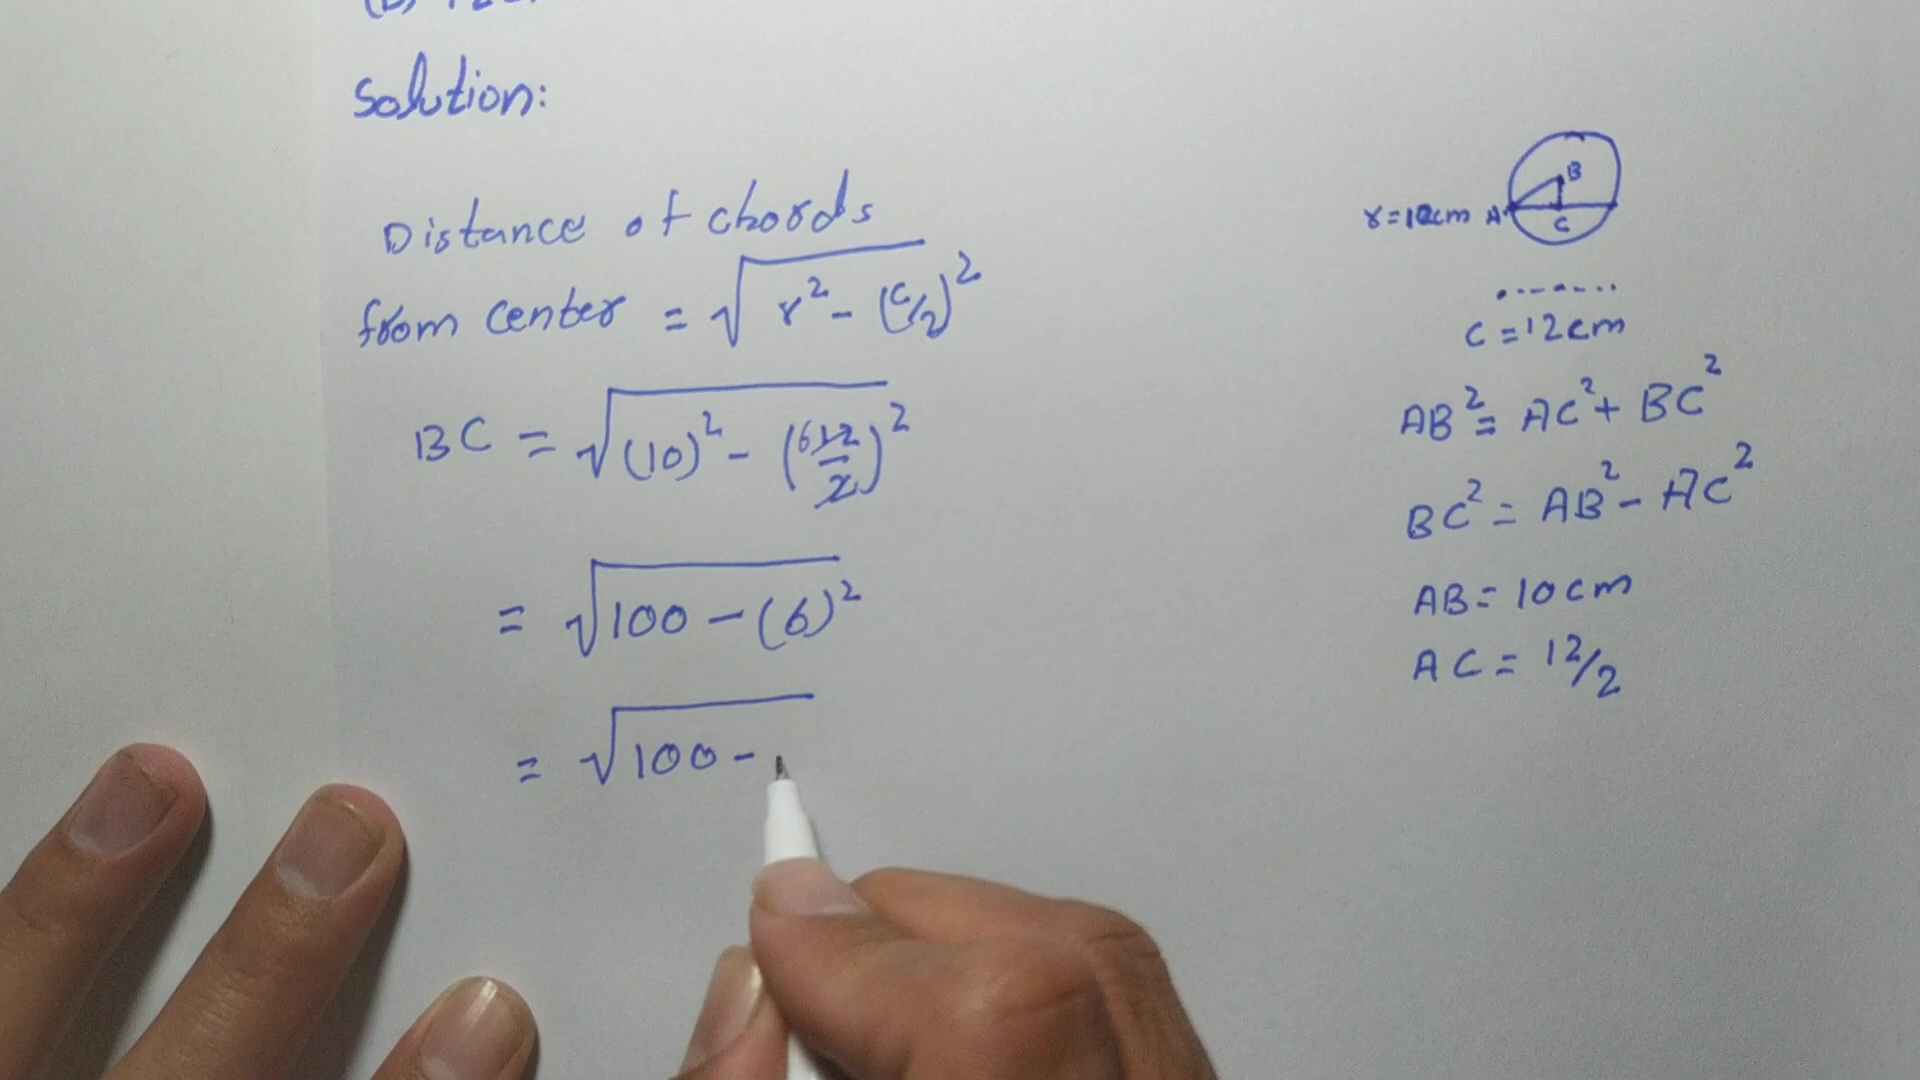 Solution:
Distance of chords
from center = √(r² - (c/2)²)
BC = √((10)² - (6 12/2)²)
= √(100 - (6)²)
= √(100 -
B
r=10cm A
C
C = 12cm
AB² = AC² + BC²
BC² = AB² - AC²
AB = 10cm
AC = 12/2